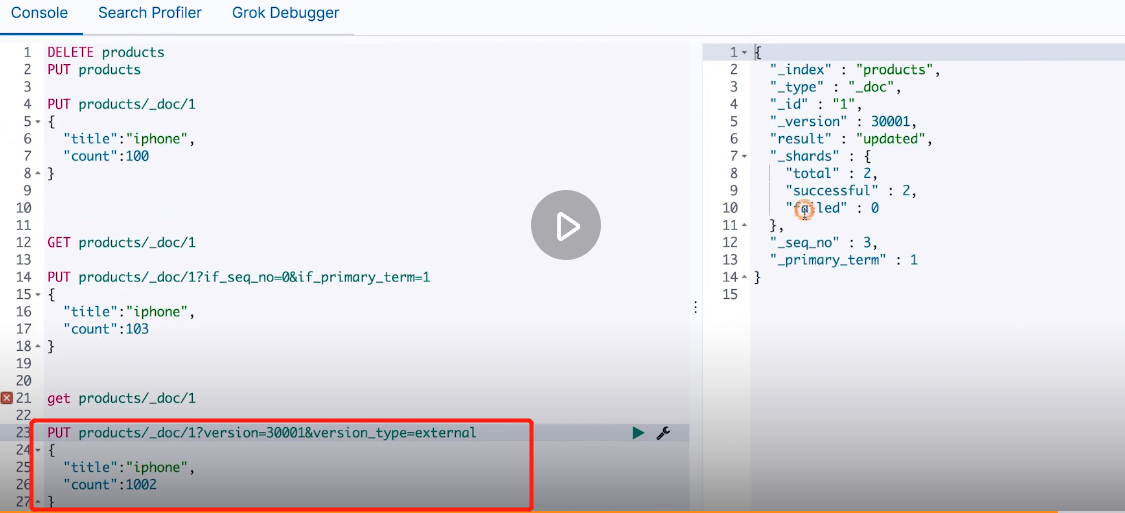 Console Search Profiler Grok Debugger
1 DELETE products
2 PUT products
3
4 PUT products/_doc/1
5 {
6 "title":"iphone",
7 "count":100
8 }
9
10
11
12 GET products/_doc/1
13
14 PUT products/_doc/1?if_seq_no=0&if_primary_term=1
15 {
16 "title":"iphone",
17 "count":103
18 }
19
20
21 get products/_doc/1
22
23 PUT products/_doc/1?version=30001&version_type=external
24 {
25 "title":"iphone",
26 "count":1002
27 }
1 {
2 "_index" : "products",
3 "_type" : "_doc",
4 "_id" : "1",
5 "_version" : 30001,
6 "result" : "updated",
7 "_shards" : {
8 "total" : 2,
9 "successful" : 2,
10 "failed" : 0
11 },
12 "_seq_no" : 3,
13 "_primary_term" : 1
14 }
15